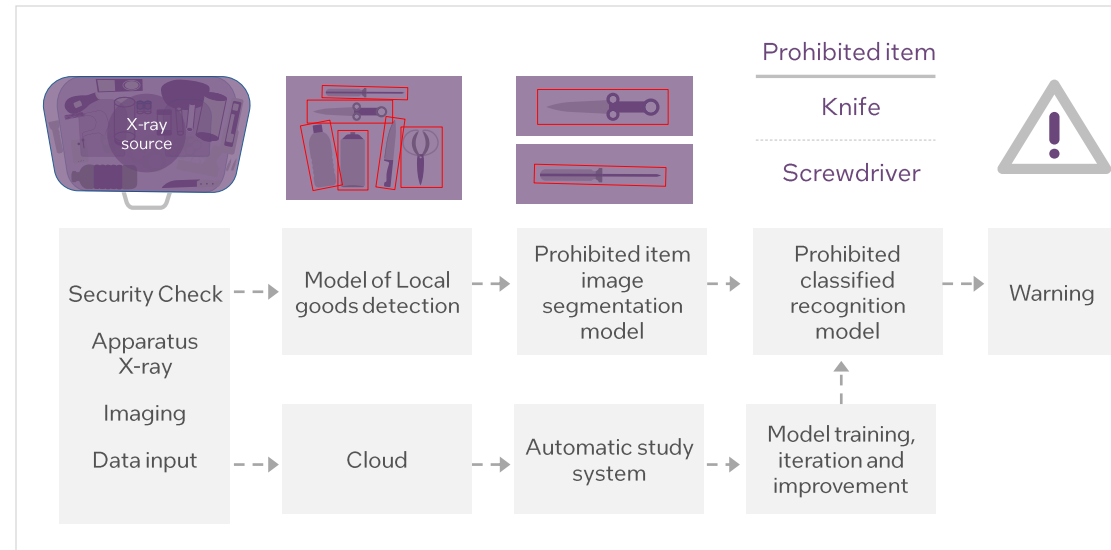 X-ray
source
Prohibited item
Knife
Screwdriver
Security Check
Apparatus
X-ray
Imaging
Data input
Model of Local
goods detection
Prohibited item
image
segmentation
model
Prohibited
classified
recognition
model
Warning
Cloud
Automatic study
system
Model training,
iteration and
improvement